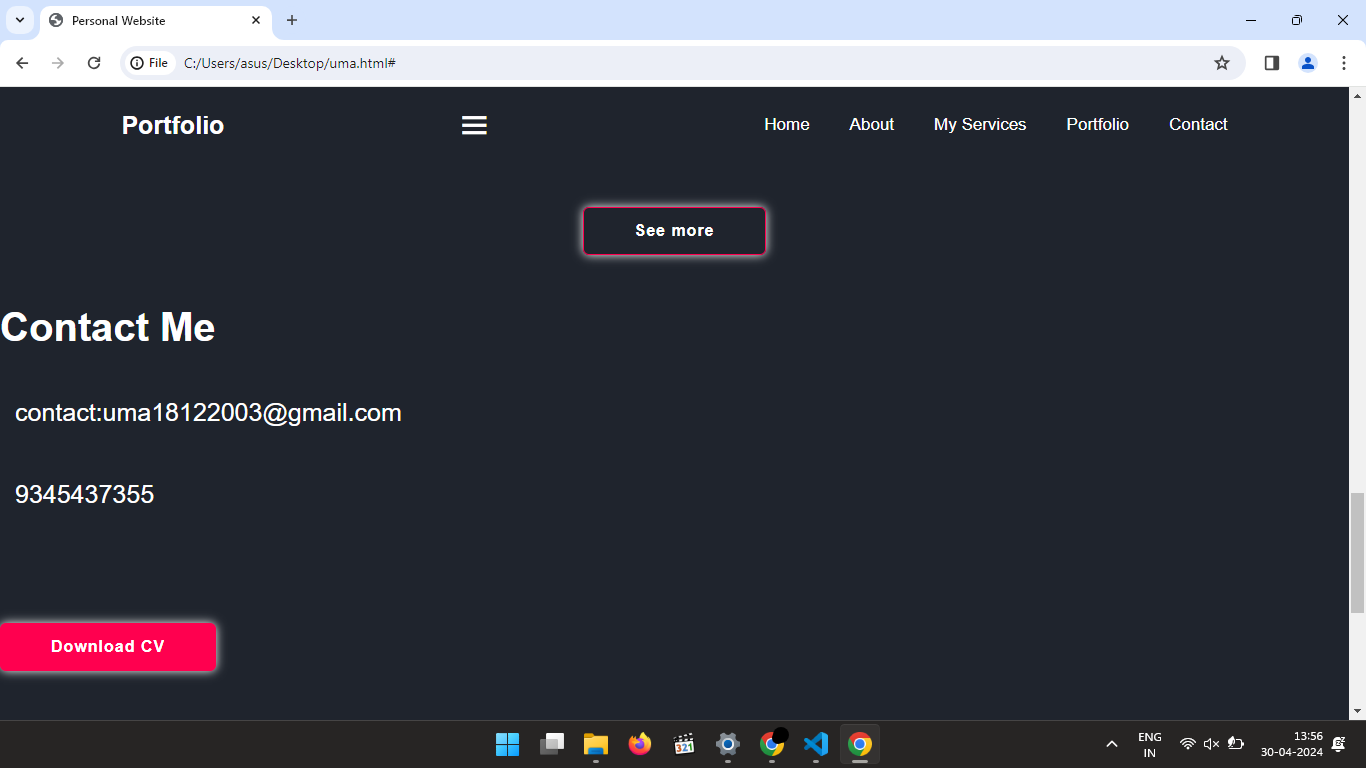 Personal Website
File C:/Users/asus/Desktop/uma.html#
Portfolio Home About My Services Portfolio Contact
See more
Contact Me
contact:uma18122003@gmail.com
9345437355
Download CV
321
ENG
IN
13:56
30-04-2024